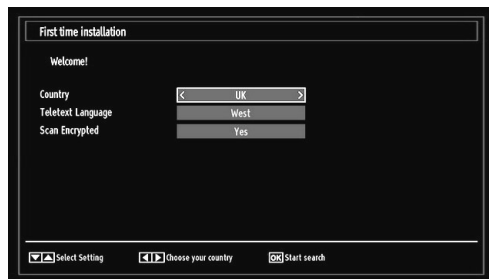 First time installation
Welcome!
Country < UK >
Teletext Language West
Scan Encrypted Yes
Select Setting Choose your country OK Start search